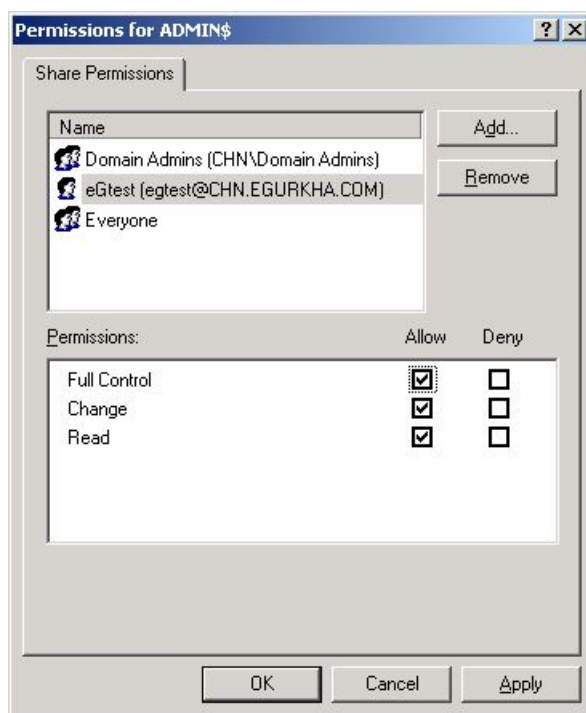 Permissions for ADMIN$
Share Permissions
Name
Domain Admins (CHN\Domain Admins)
eGtest (egtest@CHN.EGURKHA.COM)
Everyone
Add...
Remove
Permissions: Allow Deny
Full Control
Change
Read
OK Cancel Apply